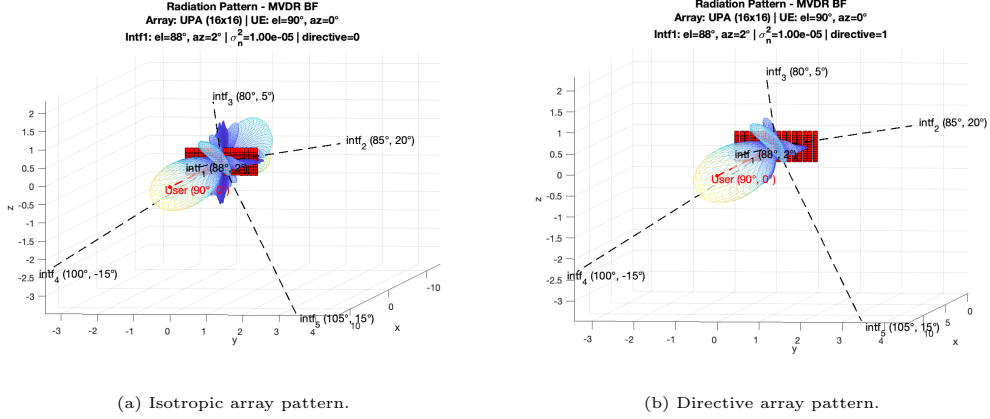 Radiation Pattern - MVDR BF
Array: UPA (16x16) | UE: el=90°, az=0°
Intf1: el=88°, az=2° | σ²ₙ=1.00e-05 | directive=0
intf₃ (80°, 5°)
intf₂ (85°, 20°)
intf₁ (88°, 2°)
User (90°, 0°)
intf₄ (100°, -15°)
intf₅ (105°, 15°)
2
1.5
1
0.5
0
-0.5
-1
-1.5
-2
-2.5
-3
z
-3
-2
-1
0
1
2
3
4
5
y
10
0
-10
x
(a) Isotropic array pattern.
Radiation Pattern - MVDR BF
Array: UPA (16x16) | UE: el=90°, az=0°
Intf1: el=88°, az=2° | σ²ₙ=1.00e-05 | directive=1
intf₃ (80°, 5°)
intf₂ (85°, 20°)
intf₁ (88°, 2°)
User (90°, 0°)
intf₄ (100°, -15°)
intf₅ (105°, 15°)
2
1.5
1
0.5
0
-0.5
-1
-1.5
-2
-2.5
-3
z
-3
-2
-1
0
1
2
3
4
y
10
5
0
x
(b) Directive array pattern.